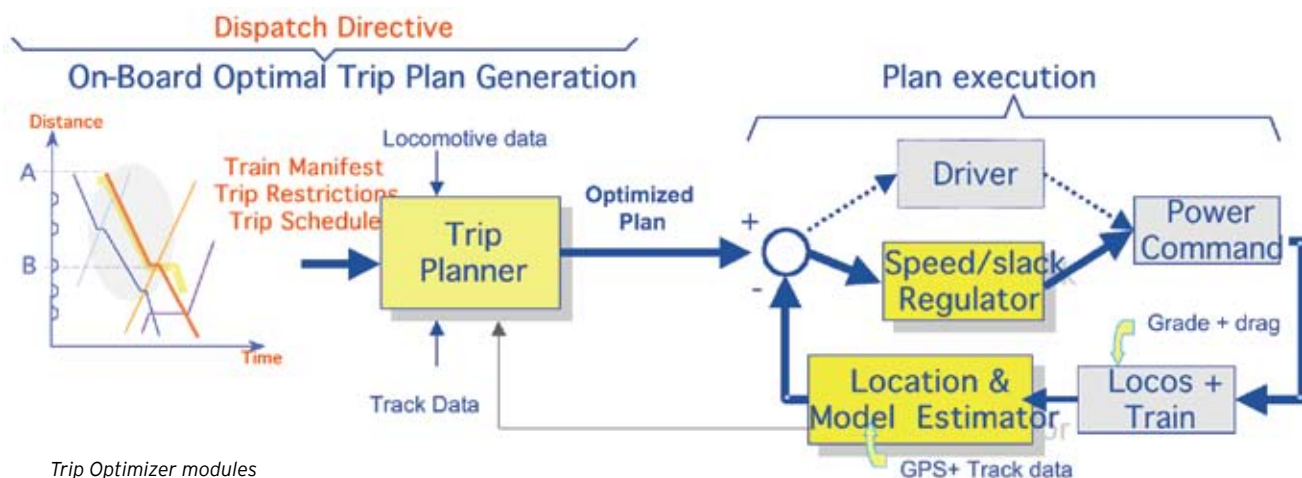 Dispatch Directive
On-Board Optimal Trip Plan Generation
Plan execution
Distance
A
B
Time
Train Manifest
Trip Restrictions
Trip Schedule
Locomotive data
Trip
Planner
Track Data
Optimized
Plan
+
-
Driver
Speed/slack
Regulator
Power
Command
Grade + drag
Locos +
Train
Location &
Model Estimator
GPS+ Track data
Trip Optimizer modules